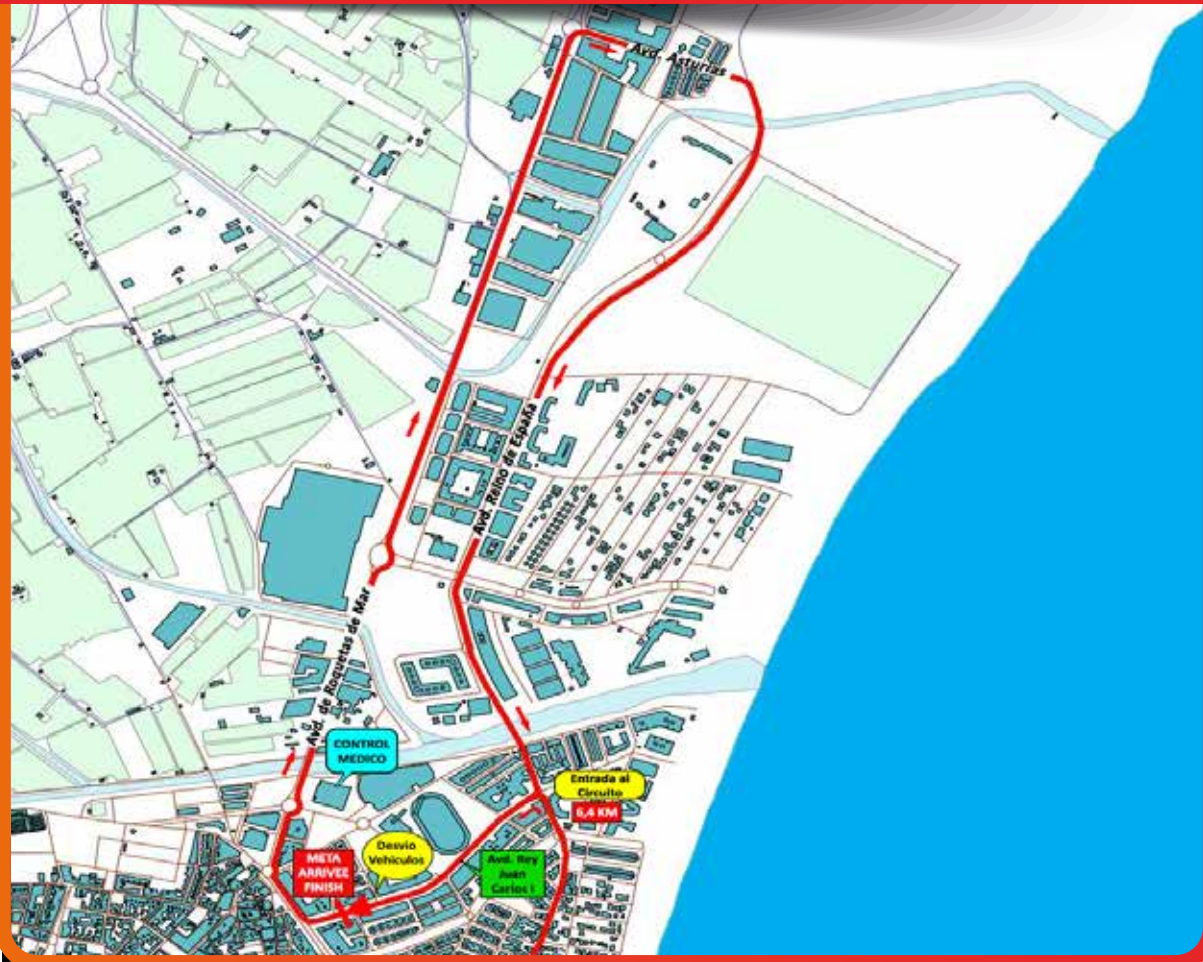 Avd. Asturias
Avd. Reino de España
Avd. de Roquetas de Mar
CONTROL
MEDICO
Entrada al
Circuito
6,4 KM
Desvio
Vehiculos
META
ARRIVEE
FINISH
Avd. Rey
Juan
Carlos I